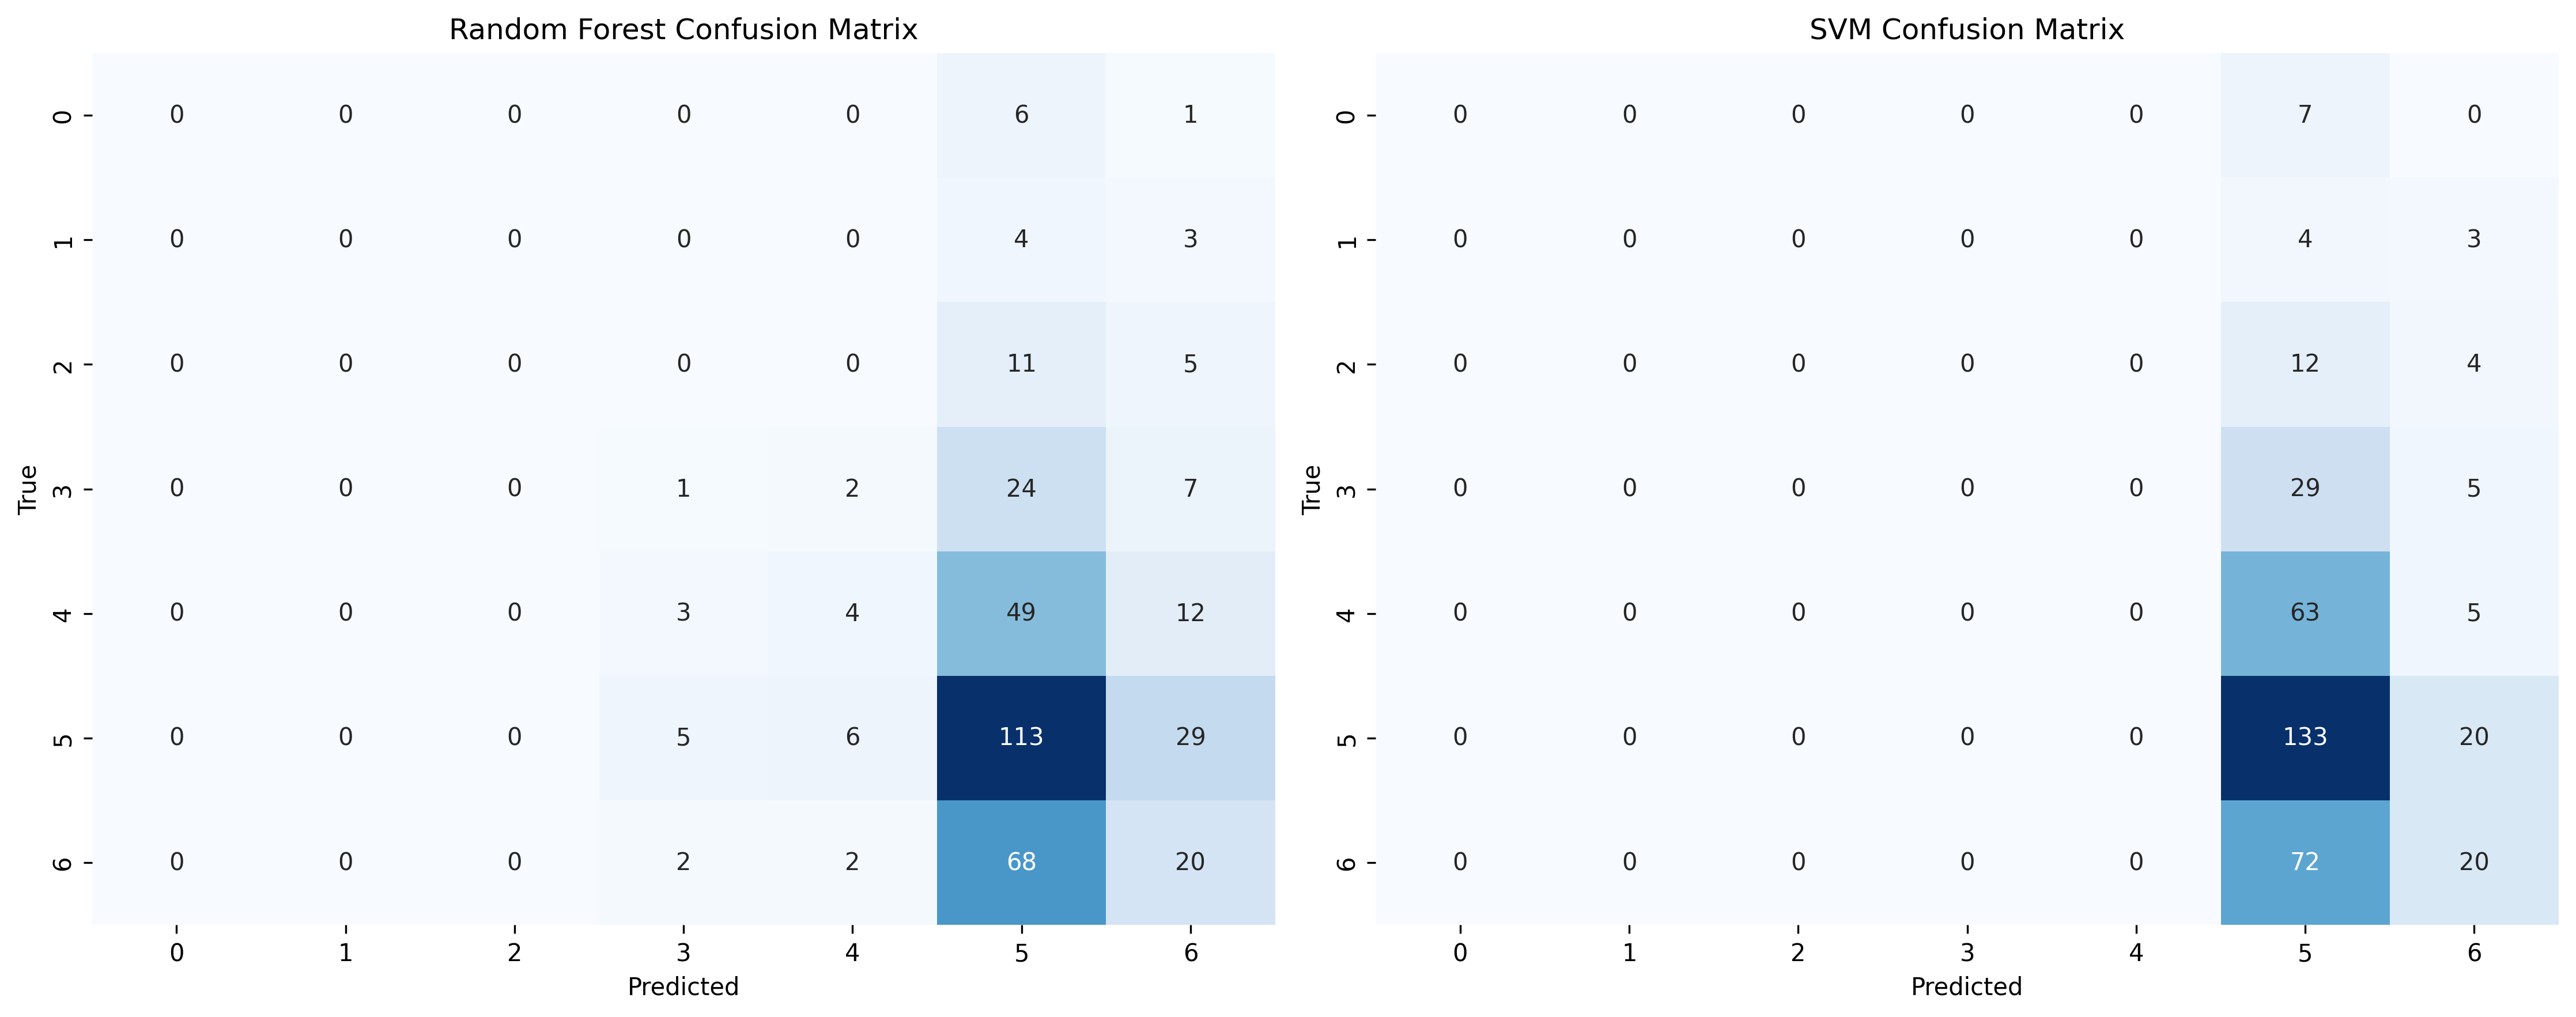 Random Forest Confusion Matrix
True
0 0 0 0 0 0 6 1
1 0 0 0 0 0 4 3
2 0 0 0 0 0 11 5
3 0 0 0 1 2 24 7
4 0 0 0 3 4 49 12
5 0 0 0 5 6 113 29
6 0 0 0 2 2 68 20
0 1 2 3 4 5 6
Predicted
SVM Confusion Matrix
True
0 0 0 0 0 0 7 0
1 0 0 0 0 0 4 3
2 0 0 0 0 0 12 4
3 0 0 0 0 0 29 5
4 0 0 0 0 0 63 5
5 0 0 0 0 0 133 20
6 0 0 0 0 0 72 20
0 1 2 3 4 5 6
Predicted